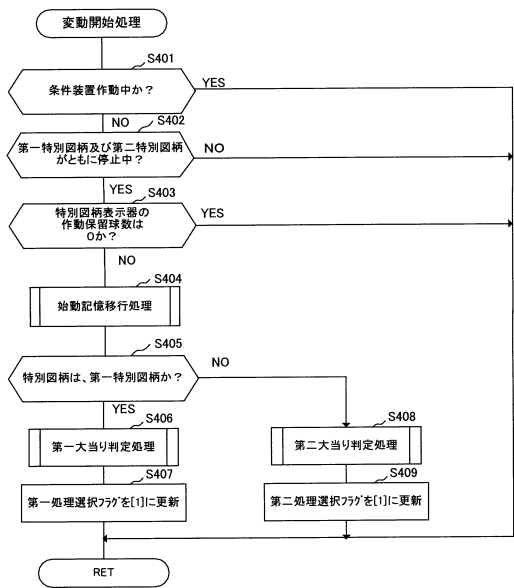 変動開始処理
S401
条件装置作動中か？
YES
NO
S402
第一特別図柄及び第二特別図柄
がともに停止中？
NO
YES
S403
特別図柄表示器の
作動保留球数は
0か？
YES
NO
S404
始動記憶移行処理
S405
特別図柄は、第一特別図柄か？
NO
YES
S406
第一大当り判定処理
S408
第二大当り判定処理
S407
第一処理選択ﾌﾗｸﾞを[1]に更新
S409
第二処理選択ﾌﾗｸﾞを[1]に更新
RET